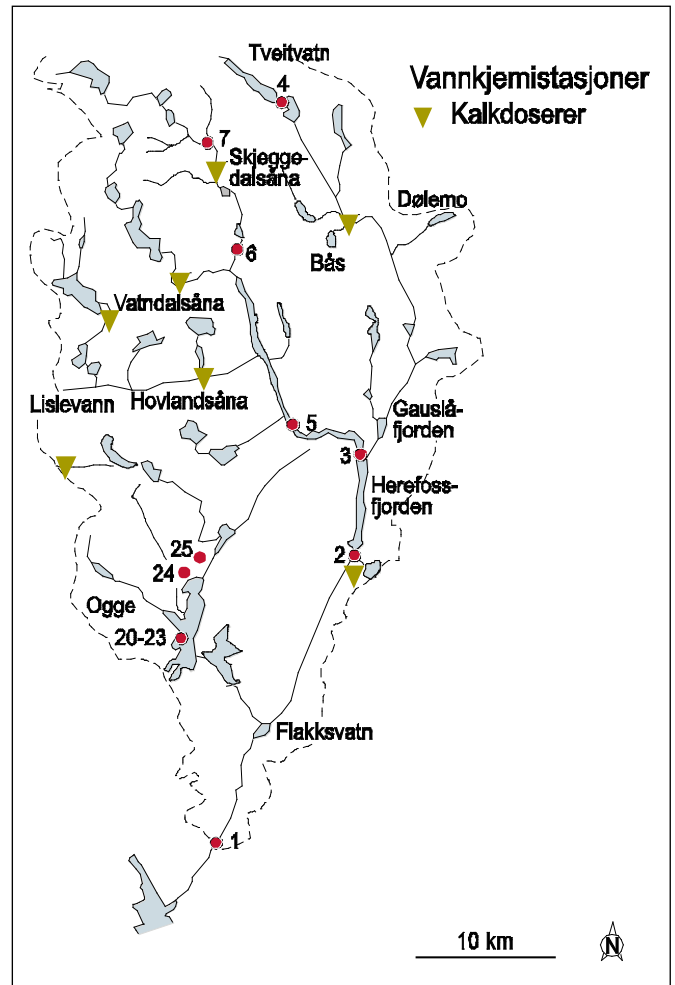 Tveitvatn
4
Vannkjemistasjoner
Kalkdoserer
7
Skjegge-
dalsåna
Dølemo
6
Bås
Vatndalsåna
Lislevann
Hovlandsåna
Gauslå-
fjorden
5
3
Herefoss-
fjorden
25
2
24
Ogge
20-23
Flakksvatn
1
10 km
N